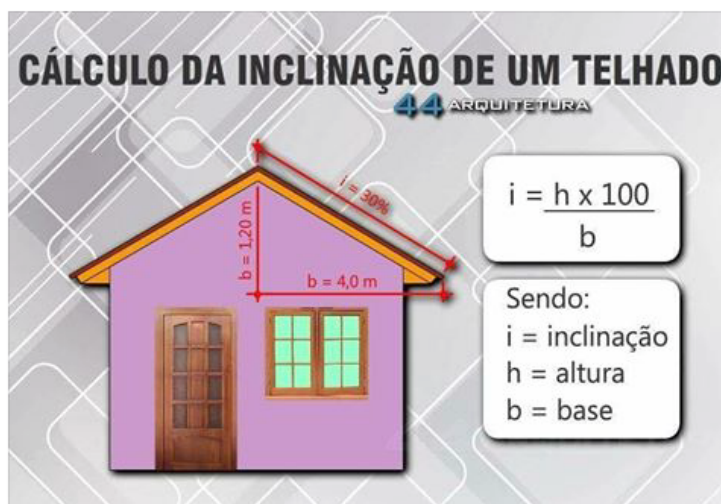 CÁLCULO DA INCLINAÇÃO DE UM TELHADO
44 ARQUITETURA
i = 30%
b = 1,20 m
b = 4,0 m
i = h x 100
b
Sendo:
i = inclinação
h = altura
b = base